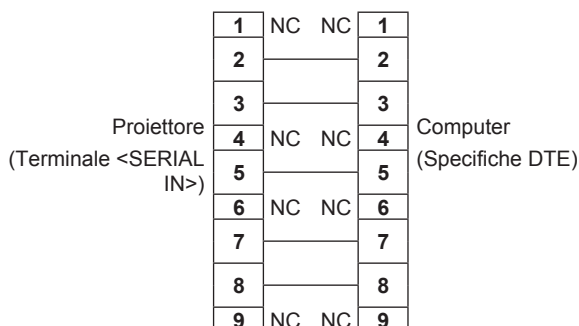 1 NC NC 1
2 2
3 3
Proiettore
(Terminale <SERIAL
IN>)
4 NC NC 4
Computer
(Specifiche DTE)
5 5
6 NC NC 6
7 7
8 8
9 NC NC 9